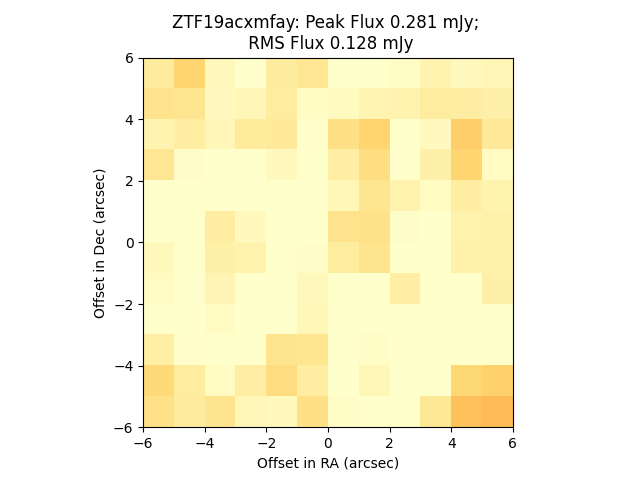 ZTF19acxmfay: Peak Flux 0.281 mJy;
RMS Flux 0.128 mJy
6
4
2
0
−2
−4
−6
Offset in Dec (arcsec)
−6 −4 −2 0 2 4 6
Offset in RA (arcsec)